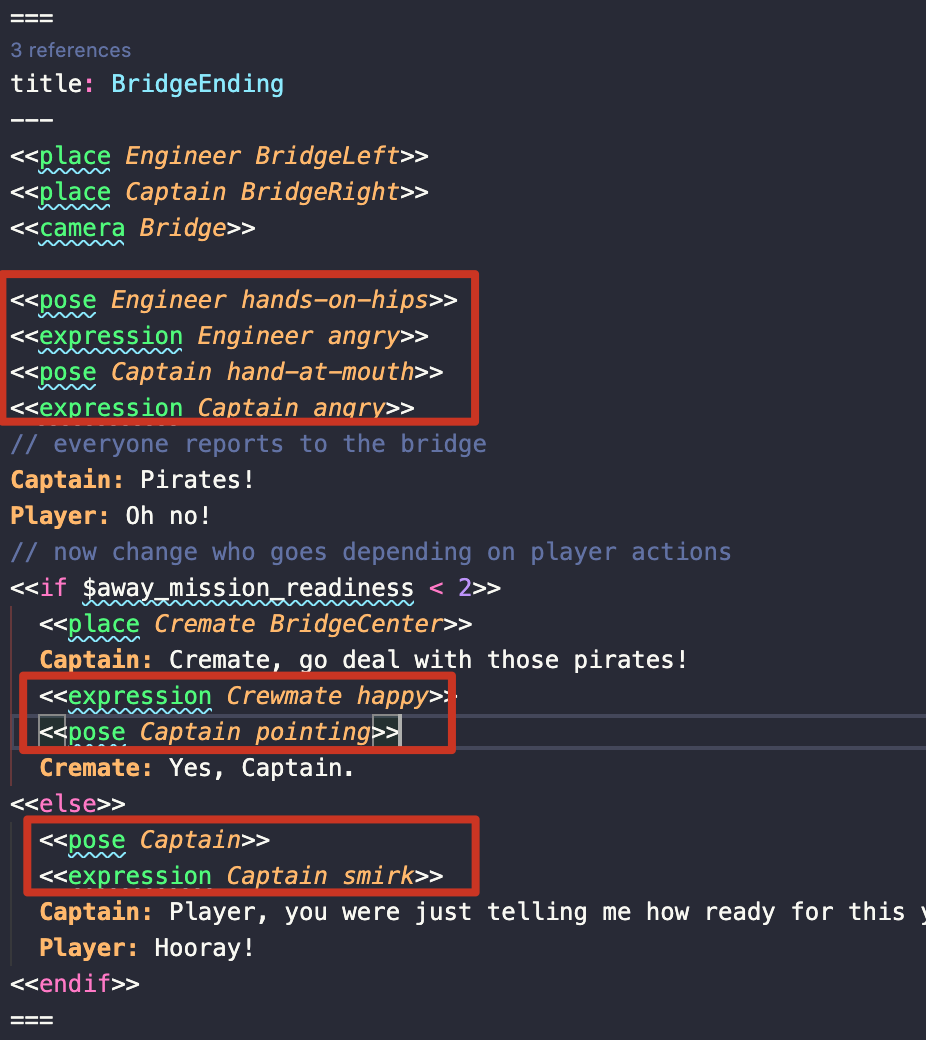 ===
3 references
title: BridgeEnding
---
<<place Engineer BridgeLeft>>
<<place Captain BridgeRight>>
<<camera Bridge>>
<<pose Engineer hands-on-hips>>
<<expression Engineer angry>>
<<pose Captain hand-at-mouth>>
<<expression Captain angry>>
// everyone reports to the bridge
Captain: Pirates!
Player: Oh no!
// now change who goes depending on player actions
<<if $away_mission_readiness < 2>>
<<place Cremate BridgeCenter>>
Captain: Cremate, go deal with those pirates!
<<expression Crewmate happy>>
<<pose Captain pointing>>
Cremate: Yes, Captain.
<<else>>
<<pose Captain>>
<<expression Captain smirk>>
Captain: Player, you were just telling me how ready for this
Player: Hooray!
<<endif>>
===